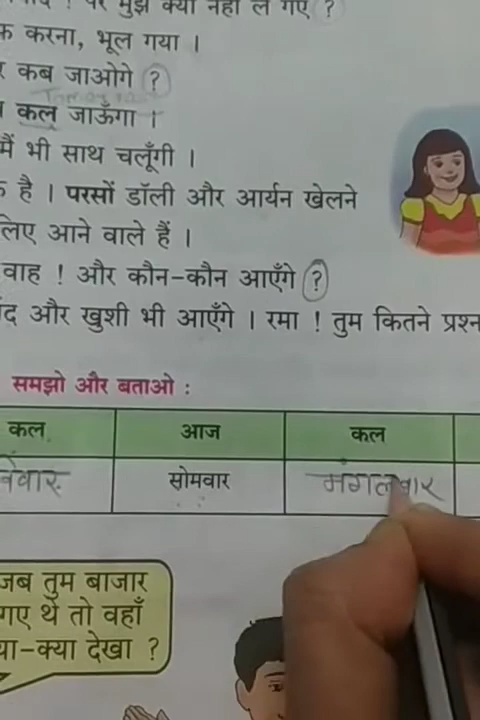 मुझे क्या नहीं ले गए ?
करना, भूल गया ।
कब जाओगे ?
कल जाऊँगा ।
मैं भी साथ चलूँगी ।
है । परसों डॉली और आर्यन खेलने
लिए आने वाले हैं ।
वाह ! और कौन-कौन आएँगे ?
और खुशी भी आएँगे । रमा ! तुम कितने प्रश्न
समझो और बताओ :
कल आज कल
सोमवार मंगलवार
जब तुम बाजार
गए थे तो वहाँ
क्या-क्या देखा ?